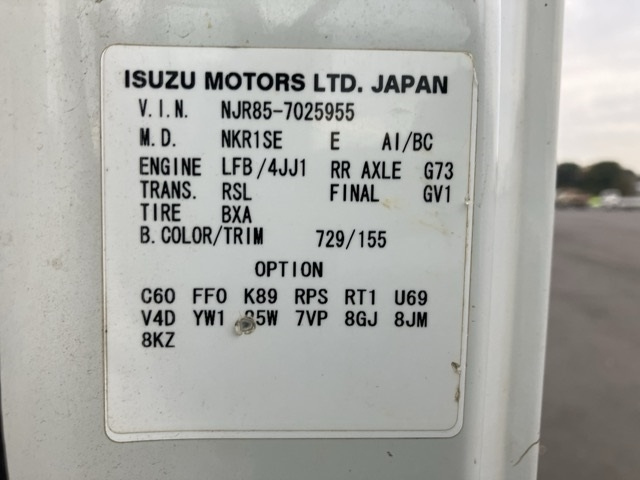 ISUZU MOTORS LTD. JAPAN
V.I.N. NJR85-7025955
M.D. NKR1SE E AI/BC
ENGINE LFB/4JJ1 RR AXLE G73
TRANS. RSL FINAL GV1
TIRE BXA
B.COLOR/TRIM 729/155
OPTION
C60 FF0 K89 RPS RT1 U69
V4D YW1 7VP 8GJ 8JM
8KZ